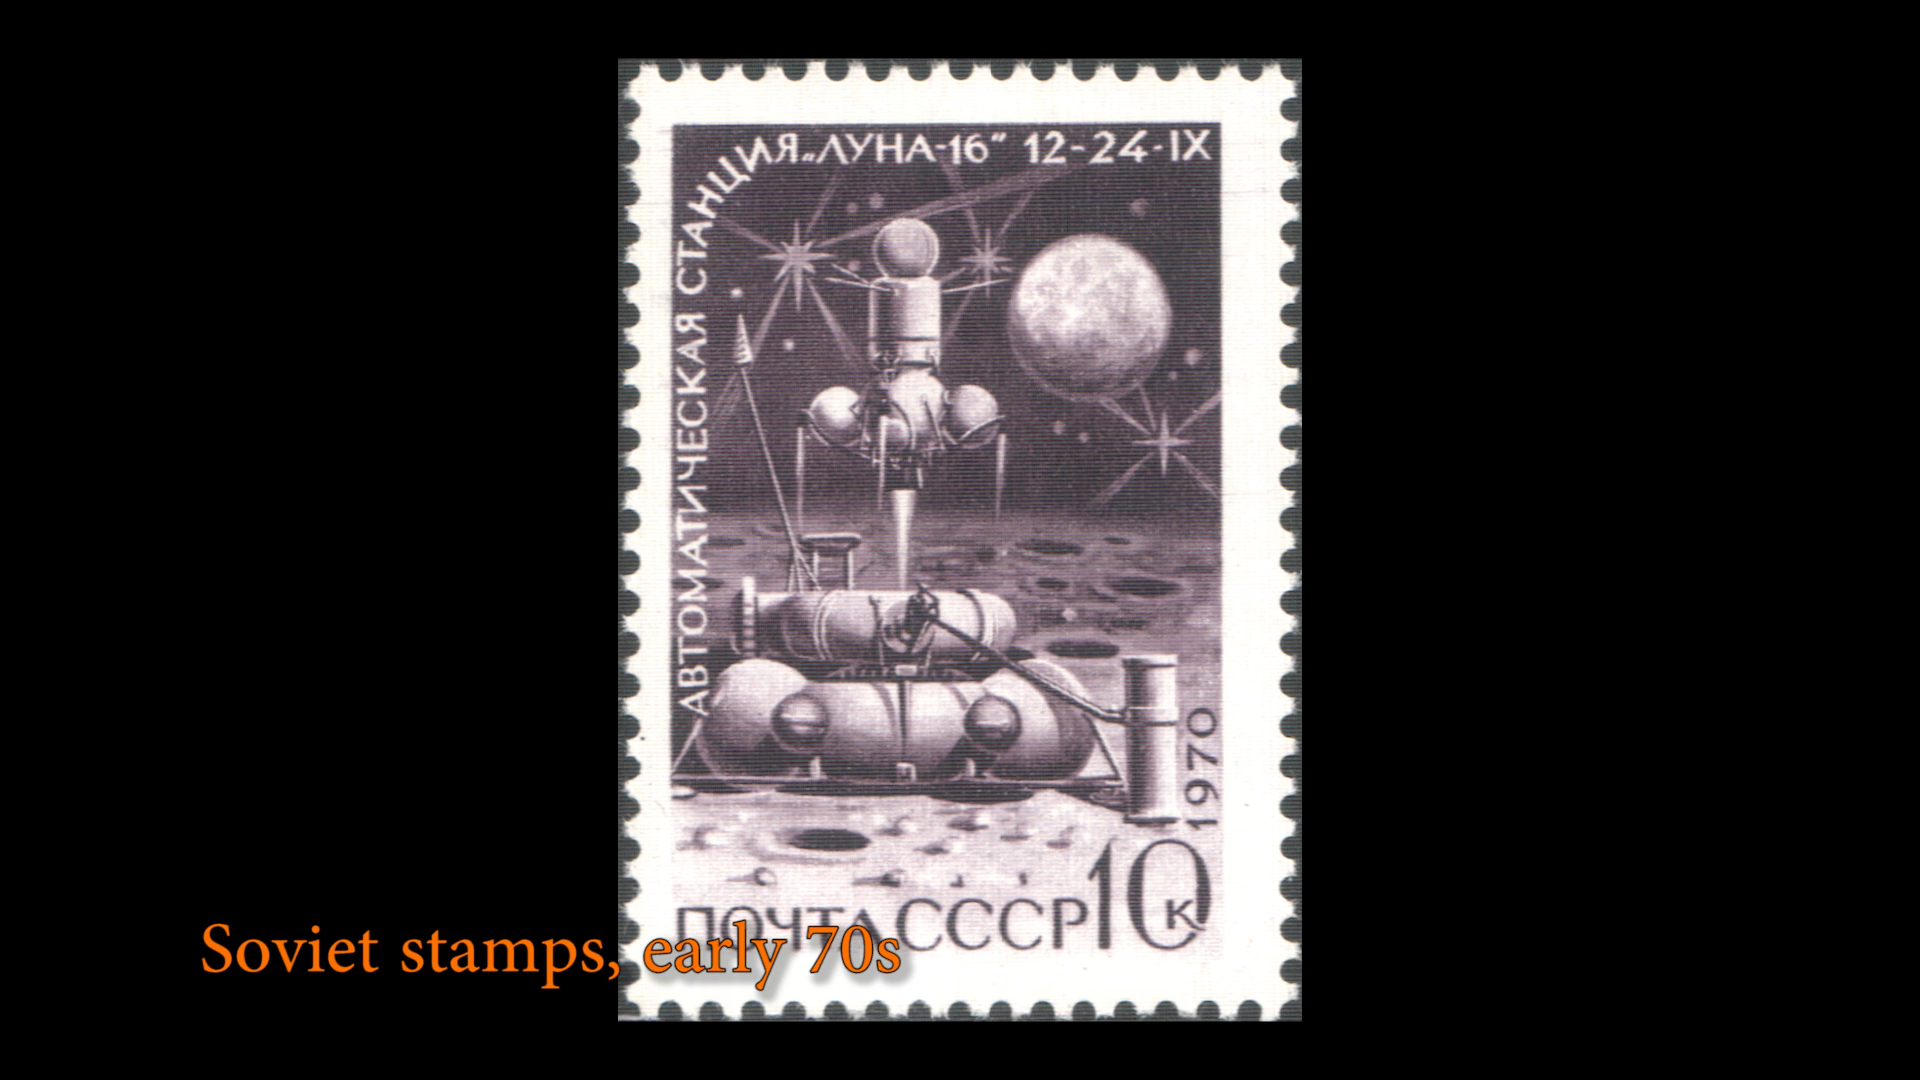 АВТОМАТИЧЕСКАЯ СТАНЦИЯ „ЛУНА-16” 12-24-IX
1970
10 к
ПОЧТА СССР
Soviet stamps, early 70s